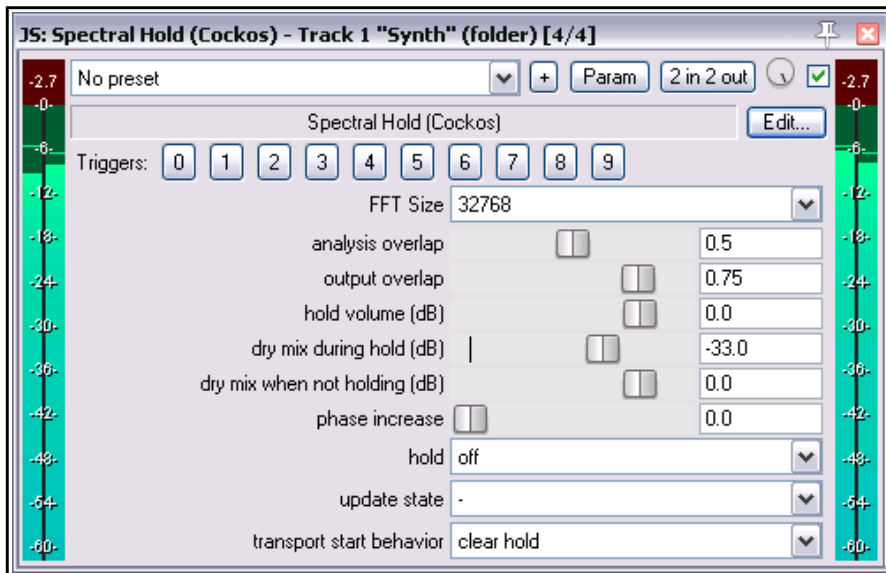 JS: Spectral Hold (Cockos) - Track 1 "Synth" (folder) [4/4]
-2.7 No preset + Param 2 in 2 out -2.7
-0- -0-
Spectral Hold (Cockos) Edit...
-6- -6-
Triggers: 0 1 2 3 4 5 6 7 8 9
-12- -12-
FFT Size 32768
-18- analysis overlap 0.5 -18-
-24- output overlap 0.75 -24-
hold volume (dB) 0.0
-30- -30-
dry mix during hold (dB) -33.0
-36- -36-
dry mix when not holding (dB) 0.0
-42- phase increase 0.0 -42-
-48- hold off -48-
-54- update state - -54-
-60- transport start behavior clear hold -60-